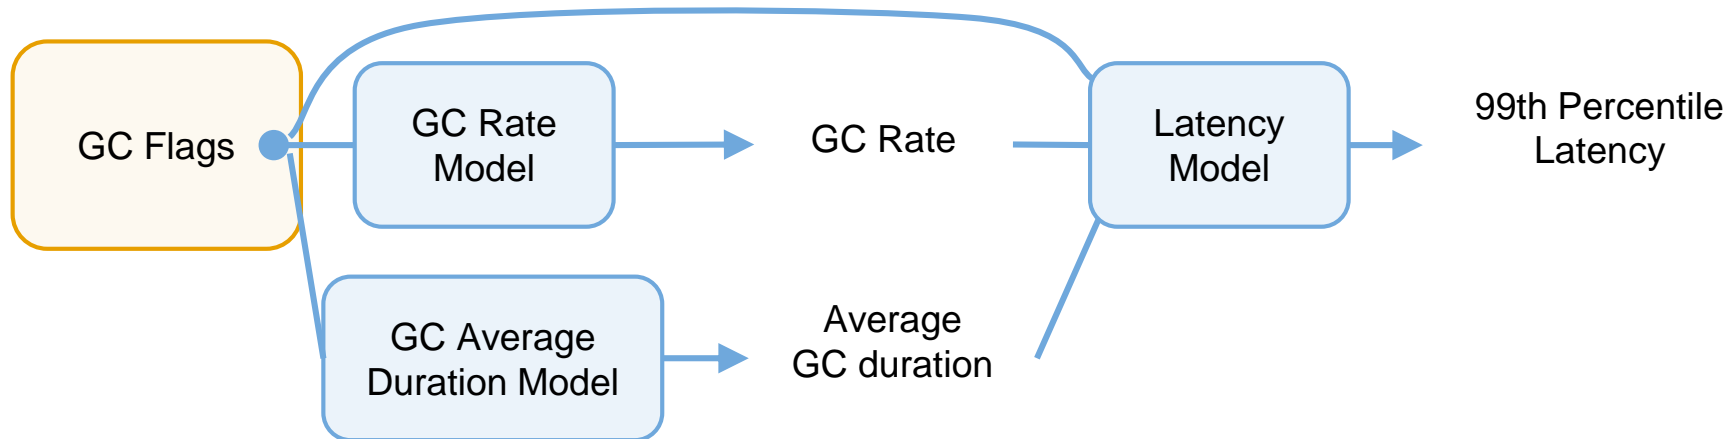 GC Flags
GC Rate
Model
GC Rate
Latency
Model
99th Percentile
Latency
GC Average
Duration Model
Average
GC duration